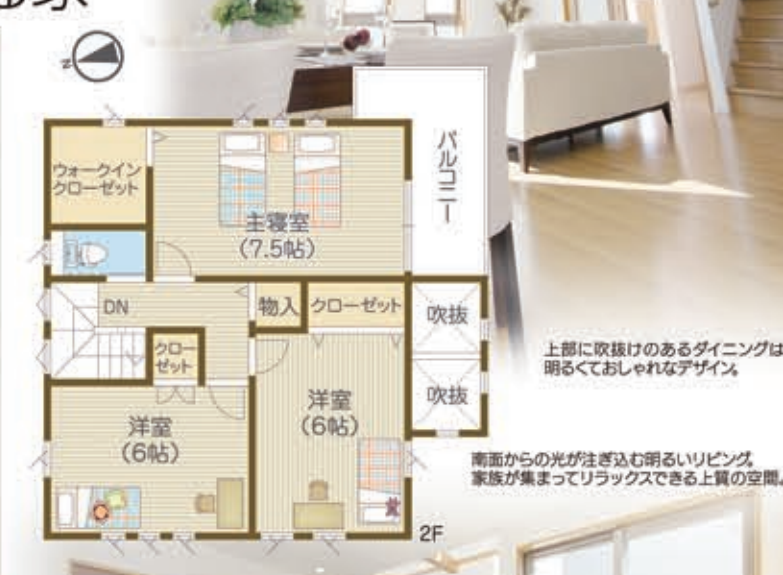 N
バルコニー
ウォークイン
クローゼット
主寝室
(7.5帖)
DN
物入
クローゼット
吹抜
クロー
ゼット
吹抜
洋室
(6帖)
洋室
(6帖)
2F
上部に吹抜けのあるダイニングは
明るくておしゃれなデザイン。
南面からの光が注ぎ込む明るいリビング。
家族が集まってリラックスできる上質の空間。